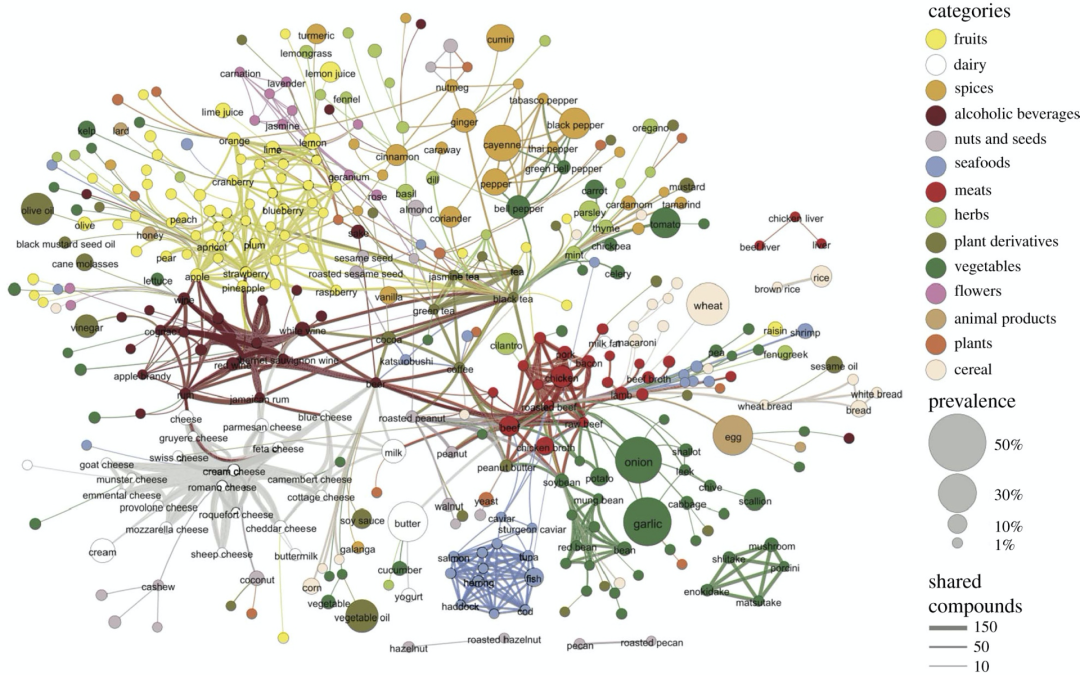 categories
fruits
dairy
spices
alcoholic beverages
nuts and seeds
seafoods
meats
herbs
plant derivatives
vegetables
flowers
animal products
plants
cereal
prevalence
50%
30%
10%
1%
shared
compounds
150
50
10
turmeric
cumin
lemongrass
carnation
lavender
lemon juice
nutmeg
fennel
tabasco pepper
lime juice
kelp
lard
jasmine
ginger
black pepper
oregano
orange
lime
lemon
cayenne
thai pepper
cinnamon
caraway
green bell pepper
cranberry
geranium
dill
pepper
carrot
mustard
rose
basil
almond
bell pepper
cardamom
tamarind
olive oil
olive
peach
blueberry
coriander
parsley
thyme
tomato
chicken liver
black mustard seed oil
honey
apricot
plum
sake
chickpea
beef liver
liver
cane molasses
pear
sesame seed
mint
apple
strawberry
roasted sesame seed
jasmine tea
tea
celery
rice
lettuce
pineapple
raspberry
vanilla
black tea
brown rice
wine
green tea
wheat
vinegar
cognac
white wine
cocoa
cilantro
milk fat
macaroni
raisin
shrimp
red wine
cabernet sauvignon wine
katsuobushi
coffee
pork
bacon
pea
fenugreek
apple brandy
beer
chicken
beef broth
sesame oil
rum
jamaican rum
lamb
white bread
roasted beef
wheat bread
bread
cheese
blue cheese
roasted peanut
beef
raw beef
gruyere cheese
parmesan cheese
egg
swiss cheese
feta cheese
milk
peanut
chicken broth
shallot
goat cheese
cream cheese
peanut butter
onion
leek
munster cheese
camembert cheese
soybean
potato
emmental cheese
romano cheese
cottage cheese
chive
provolone cheese
walnut
yeast
mung bean
cabbage
scallion
roquefort cheese
soy sauce
butter
caviar
garlic
mozzarella cheese
cheddar cheese
sturgeon caviar
cream
sheep cheese
buttermilk
galanga
salmon
tuna
red bean
bean
shiitake
mushroom
cashew
coconut
corn
cucumber
herring
fish
porcini
yogurt
enokidake
vegetable
haddock
cod
matsutake
vegetable oil
hazelnut
roasted hazelnut
pecan
roasted pecan